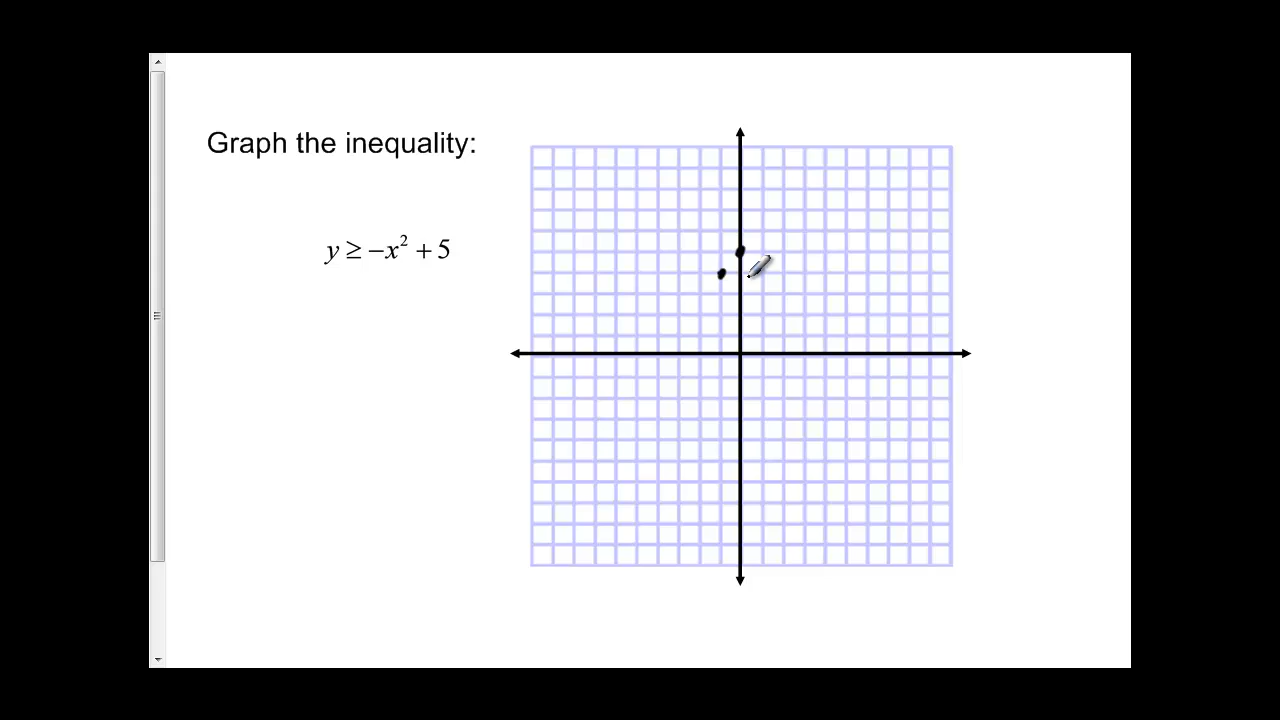 Graph the inequality:
y ≥ −x² + 5